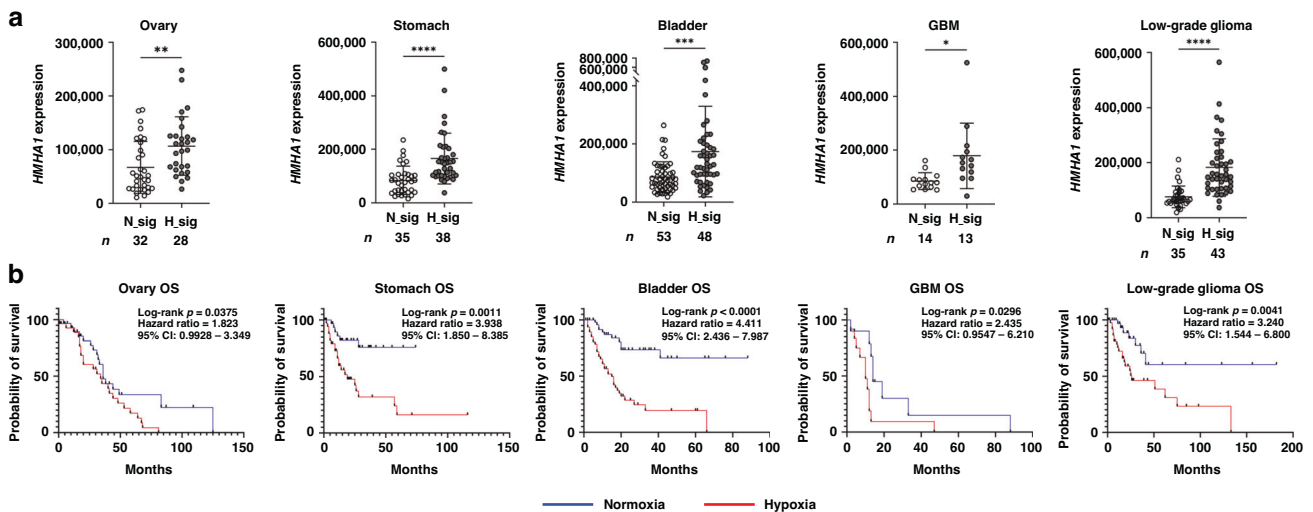 a
Ovary
Stomach
Bladder
GBM
Low-grade glioma
HMHA1 expression
300,000
200,000
100,000
0
**
N_sig H_sig
n 32 28
HMHA1 expression
600,000
400,000
200,000
0
****
N_sig H_sig
35 38
HMHA1 expression
800,000
600,000
400,000
200,000
0
***
N_sig H_sig
n 53 48
HMHA1 expression
600,000
400,000
200,000
0
*
N_sig H_sig
n 14 13
HMHA1 expression
600,000
400,000
200,000
0
****
N_sig H_sig
n 35 43
b
Ovary OS
Log-rank p = 0.0375
Hazard ratio = 1.823
95% CI: 0.9928 – 3.349
Probability of survival
100
50
0
0 50 100 150
Months
Stomach OS
Log-rank p = 0.0011
Hazard ratio = 3.938
95% CI: 1.850 – 8.385
Probability of survival
100
50
0
0 50 100 150
Months
Bladder OS
Log-rank p < 0.0001
Hazard ratio = 4.411
95% CI: 2.436 – 7.987
Probability of survival
100
50
0
0 20 40 60 80 100
Months
GBM OS
Log-rank p = 0.0296
Hazard ratio = 2.435
95% CI: 0.9547 – 6.210
Probability of survival
100
50
0
0 20 40 60 80 100
Months
Low-grade glioma OS
Log-rank p = 0.0041
Hazard ratio = 3.240
95% CI: 1.544 – 6.800
Probability of survival
100
50
0
0 50 100 150 200
Months
Normoxia
Hypoxia